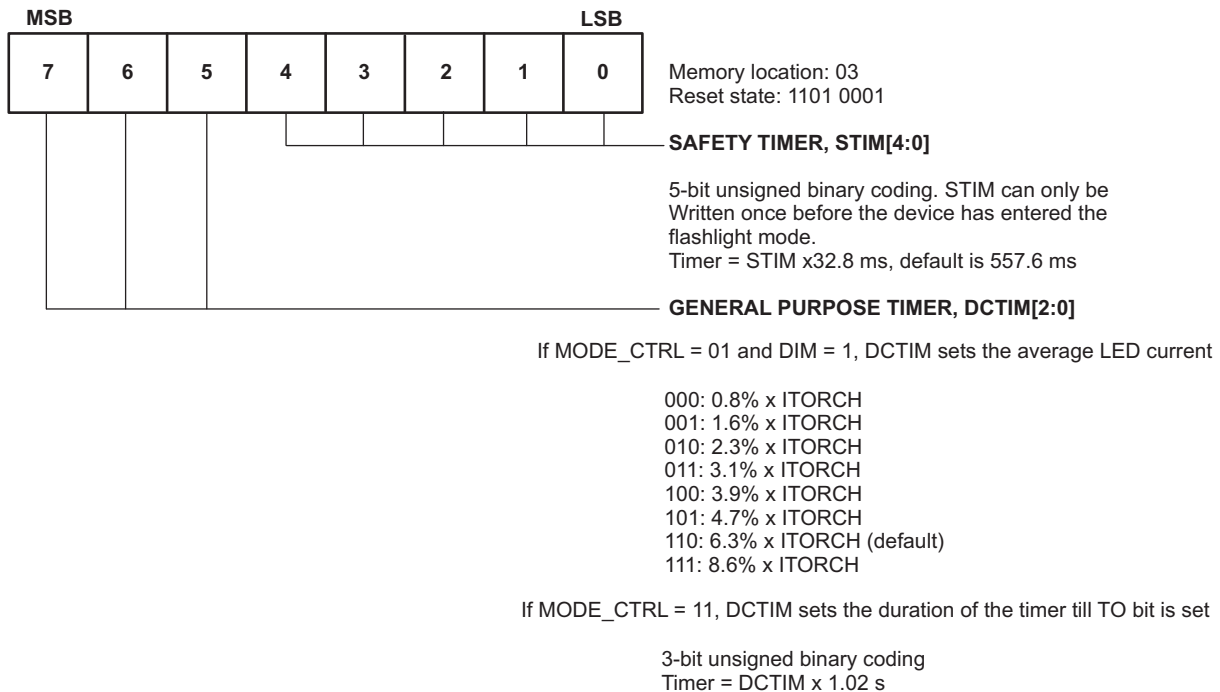 MSB LSB
7 6 5 4 3 2 1 0
Memory location: 03
Reset state: 1101 0001
SAFETY TIMER, STIM[4:0]
5-bit unsigned binary coding. STIM can only be
Written once before the device has entered the
flashlight mode.
Timer = STIM x32.8 ms, default is 557.6 ms
GENERAL PURPOSE TIMER, DCTIM[2:0]
If MODE_CTRL = 01 and DIM = 1, DCTIM sets the average LED current
000: 0.8% x ITORCH
001: 1.6% x ITORCH
010: 2.3% x ITORCH
011: 3.1% x ITORCH
100: 3.9% x ITORCH
101: 4.7% x ITORCH
110: 6.3% x ITORCH (default)
111: 8.6% x ITORCH
If MODE_CTRL = 11, DCTIM sets the duration of the timer till TO bit is set
3-bit unsigned binary coding
Timer = DCTIM x 1.02 s